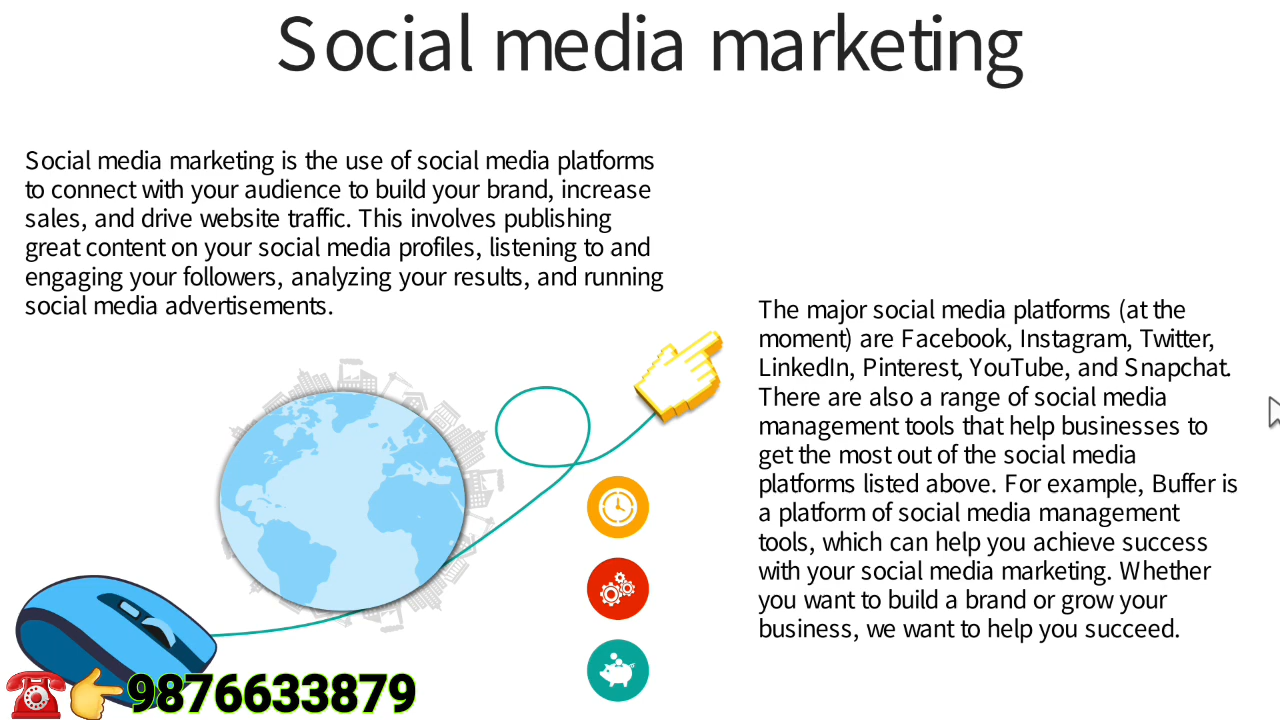 Social media marketing
Social media marketing is the use of social media platforms
to connect with your audience to build your brand, increase
sales, and drive website traffic. This involves publishing
great content on your social media profiles, listening to and
engaging your followers, analyzing your results, and running
social media advertisements.
The major social media platforms (at the
moment) are Facebook, Instagram, Twitter,
LinkedIn, Pinterest, YouTube, and Snapchat.
There are also a range of social media
management tools that help businesses to
get the most out of the social media
platforms listed above. For example, Buffer is
a platform of social media management
tools, which can help you achieve success
with your social media marketing. Whether
you want to build a brand or grow your
business, we want to help you succeed.
9876633879